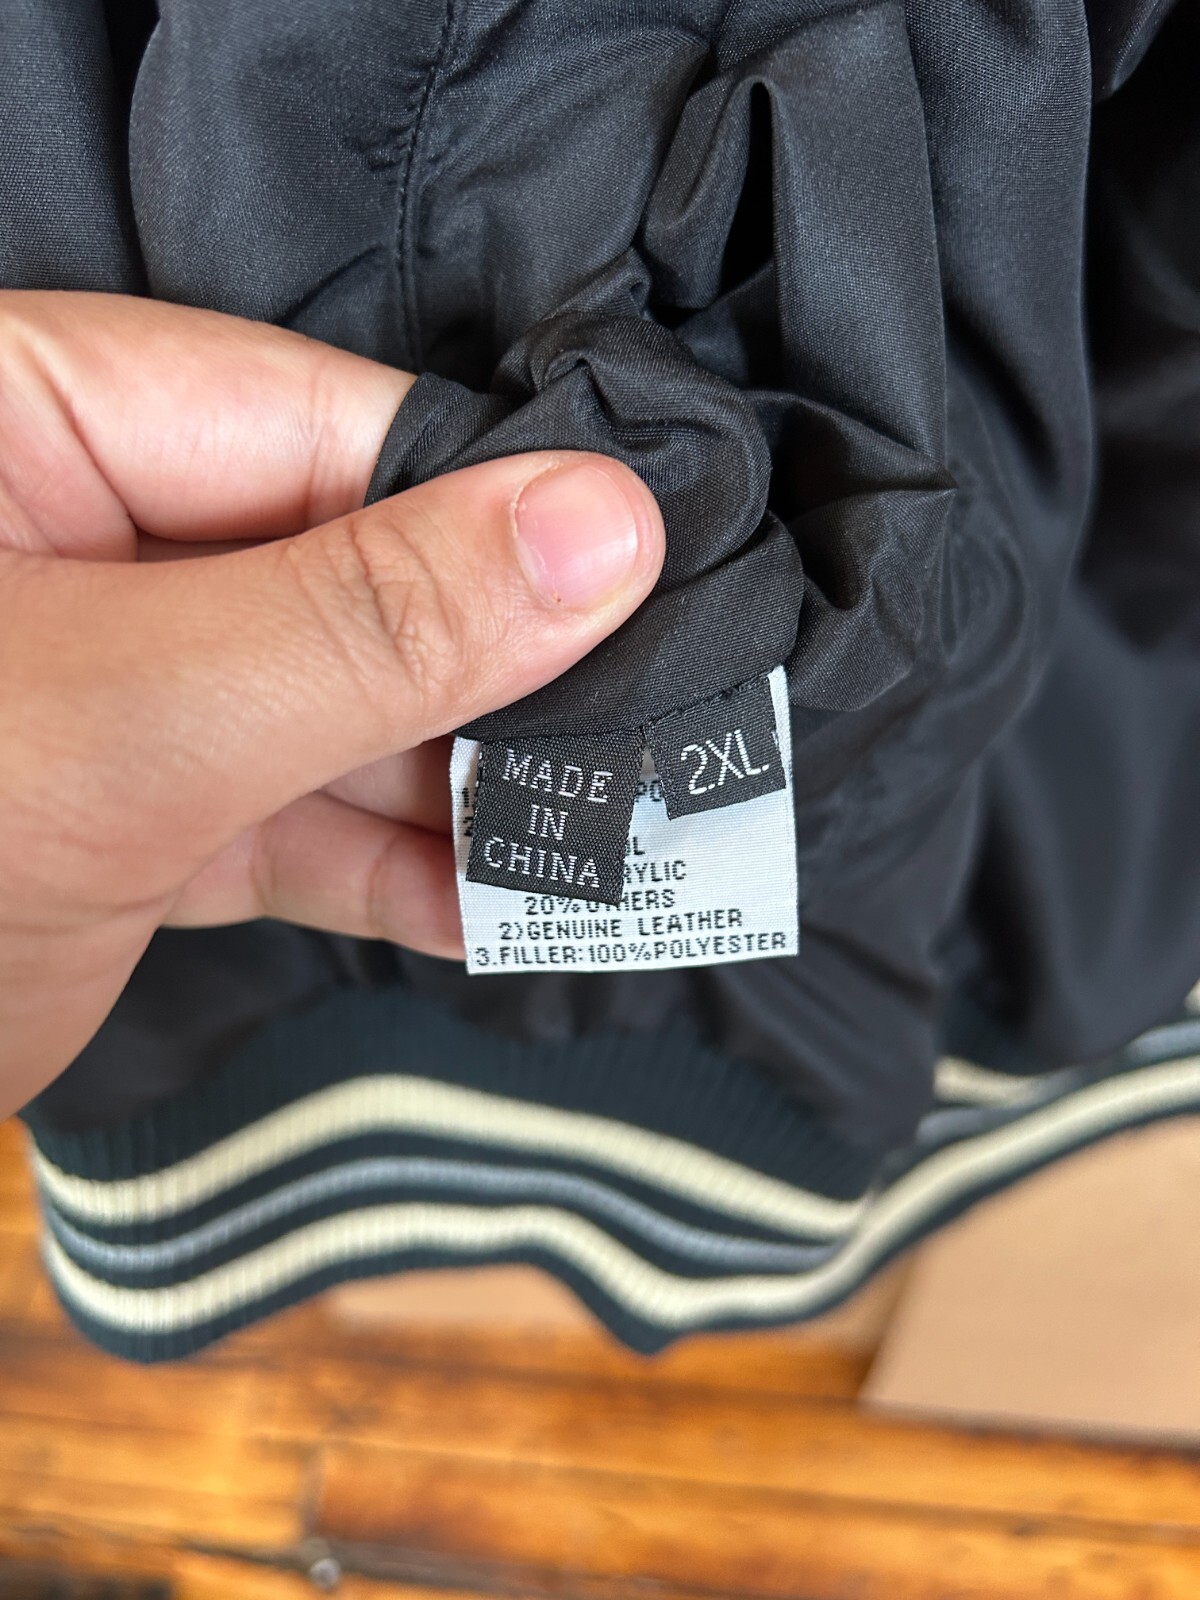 MADE
IN
CHINA
2XL
20% OTHERS
2)GENUINE LEATHER
3.FILLER:100%POLYESTER